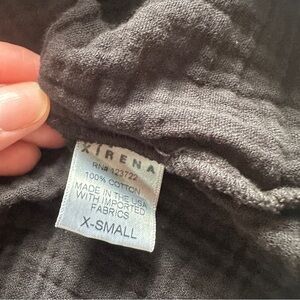 XIRENA
RN# 123722
100% COTTON
MADE IN THE USA
WITH IMPORTED
FABRICS
X-SMALL